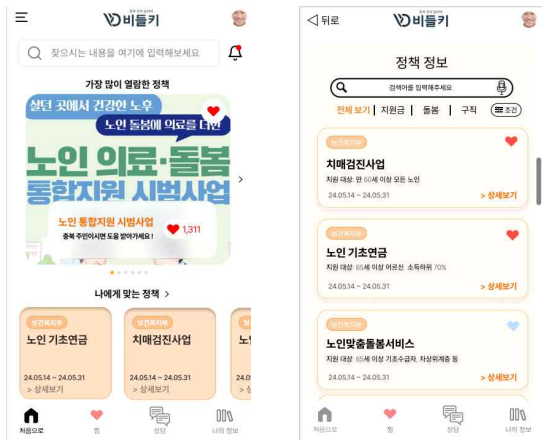 비들키
찾으시는 내용을 여기에 입력해보세요
가장 많이 열람한 정책
살던 곳에서 건강한 노후
노인 돌봄에 의료를 더한
노인 의료·돌봄
통합지원 시범사업
노인 통합지원 시범사업
충북 주민이시면 도움 받아가세요!
1,311
나에게 맞는 정책 >
보건복지부
노인 기초연금
24.05.14 ~ 24.05.31
> 상세보기
보건복지부
치매검진사업
24.05.14 ~ 24.05.31
> 상세보기
처음으로
찜
상담
나의 정보
뒤로
비들키
정책 정보
검색어를 입력해주세요
전체 보기 | 지원금 | 돌봄 | 구직
조건
보건복지부
치매검진사업
지원 대상: 만 60세 이상 모든 노인
24.05.14 ~ 24.05.31
> 상세보기
보건복지부
노인 기초연금
지원 대상: 65세 이상 어르신 소득하위 70%
24.05.14 ~ 24.05.31
> 상세보기
보건복지부
노인맞춤돌봄서비스
지원 대상: 65세 이상 기초수급자, 차상위계층 등
24.05.14 ~ 24.05.31
> 상세보기
처음으로
찜
상담
나의 정보